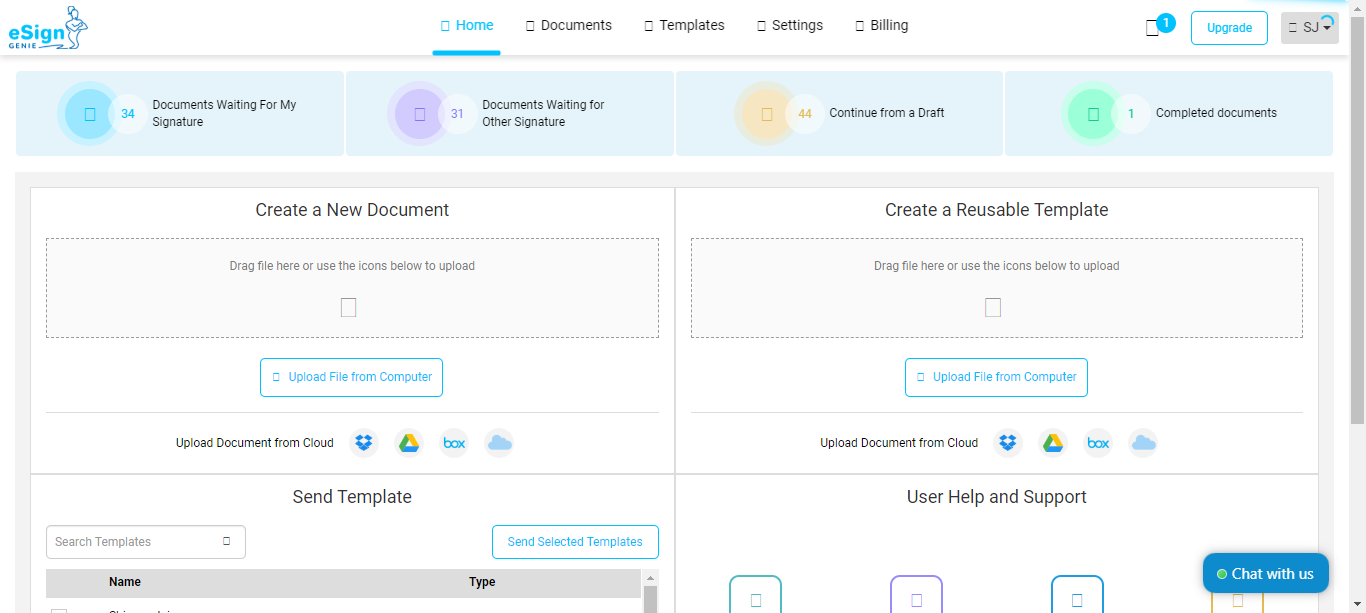 eSign
GENIE
Home
Documents
Templates
Settings
Billing
1
Upgrade
SJ
34
Documents Waiting For My
Signature
31
Documents Waiting for
Other Signature
44
Continue from a Draft
1
Completed documents
Create a New Document
Drag file here or use the icons below to upload
Upload File from Computer
Upload Document from Cloud
box
Create a Reusable Template
Drag file here or use the icons below to upload
Upload File from Computer
Upload Document from Cloud
box
Send Template
Search Templates
Send Selected Templates
Name Type
User Help and Support
Chat with us